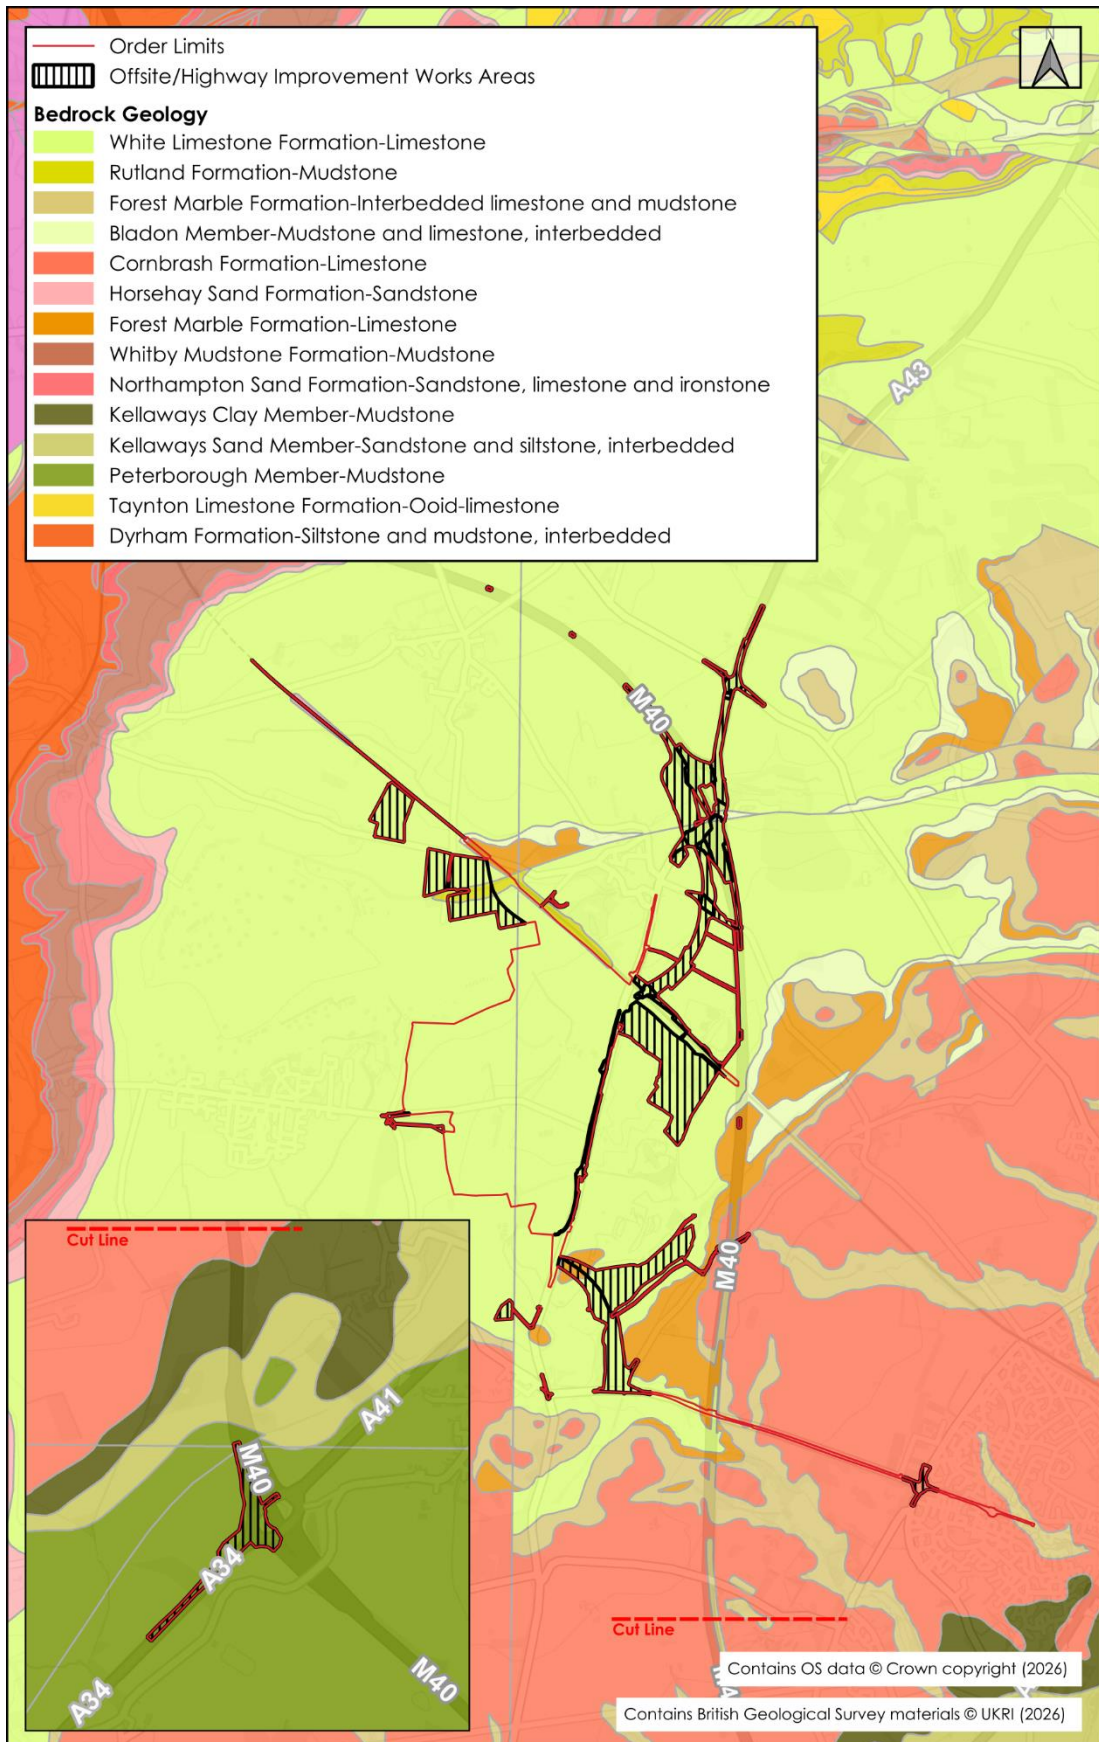 Order Limits
Offsite/Highway Improvement Works Areas
Bedrock Geology
White Limestone Formation-Limestone
Rutland Formation-Mudstone
Forest Marble Formation-Interbedded limestone and mudstone
Bladon Member-Mudstone and limestone, interbedded
Cornbrash Formation-Limestone
Horsehay Sand Formation-Sandstone
Forest Marble Formation-Limestone
Whitby Mudstone Formation-Mudstone
Northampton Sand Formation-Sandstone, limestone and ironstone
Kellaways Clay Member-Mudstone
Kellaways Sand Member-Sandstone and siltstone, interbedded
Peterborough Member-Mudstone
Taynton Limestone Formation-Ooid-limestone
Dyrham Formation-Siltstone and mudstone, interbedded
N
A43
M40
M40
Cut Line
A41
M40
A34
A34
M40
Cut Line
Contains OS data © Crown copyright (2026)
Contains British Geological Survey materials © UKRI (2026)